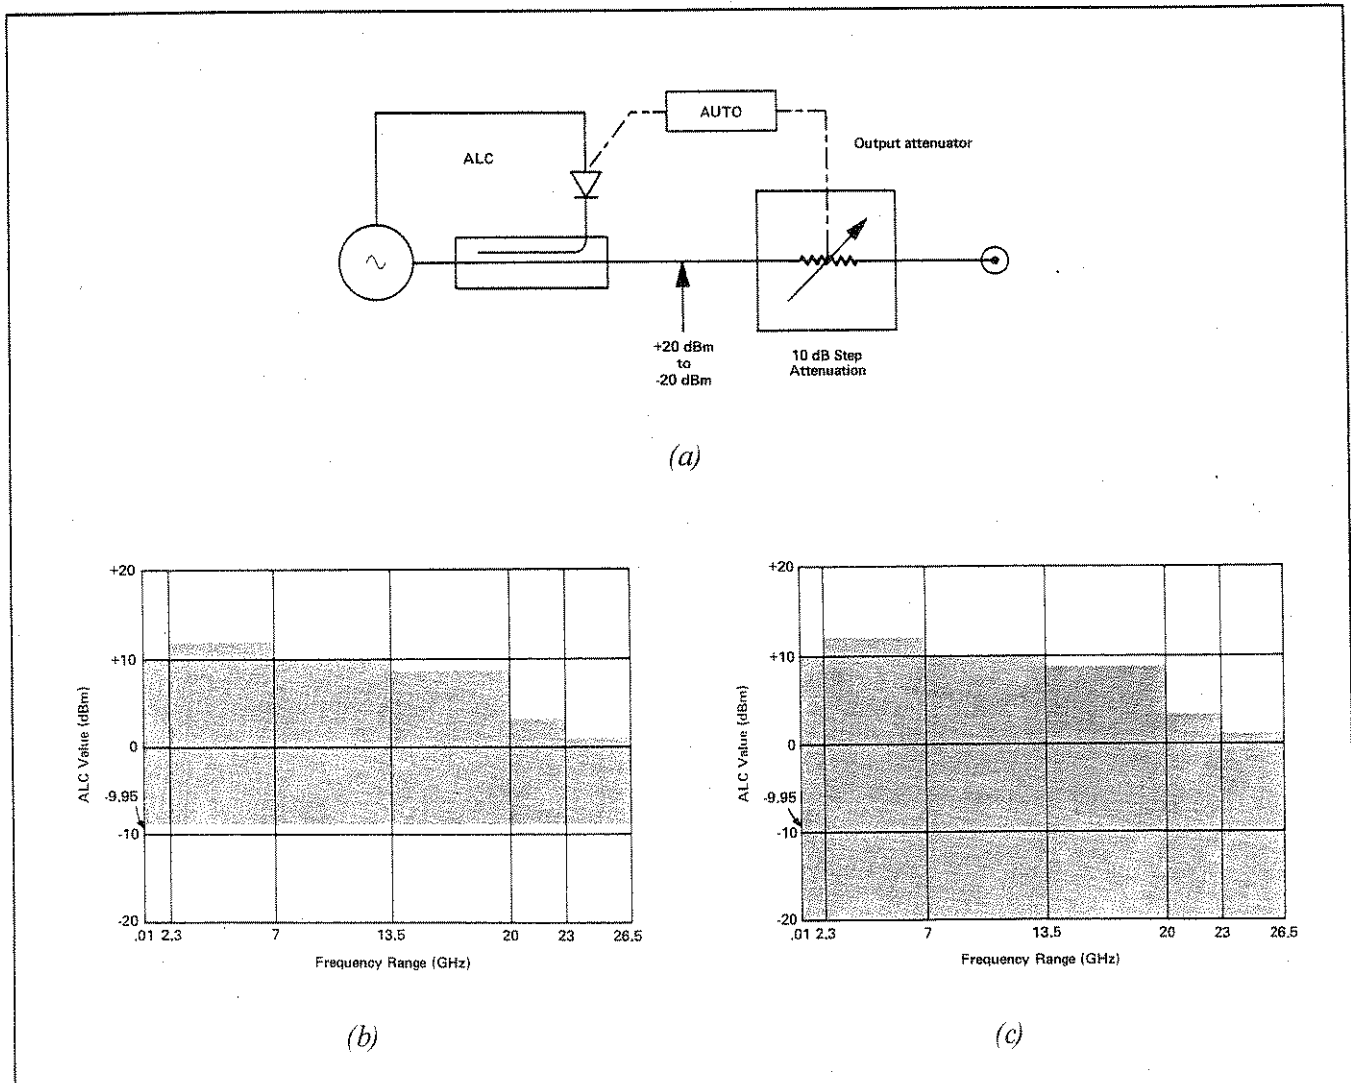 AUTO
ALC
Output attenuator
∿
+20 dBm
to
-20 dBm
10 dB Step
Attenuation
(a)
+20
+10
0
-9.95
-10
-20
ALC Value (dBm)
.01 2.3 7 13.5 20 23 26.5
Frequency Range (GHz)
(b)
+20
+10
0
-9.95
-10
-20
ALC Value (dBm)
.01 2.3 7 13.5 20 23 26.5
Frequency Range (GHz)
(c)